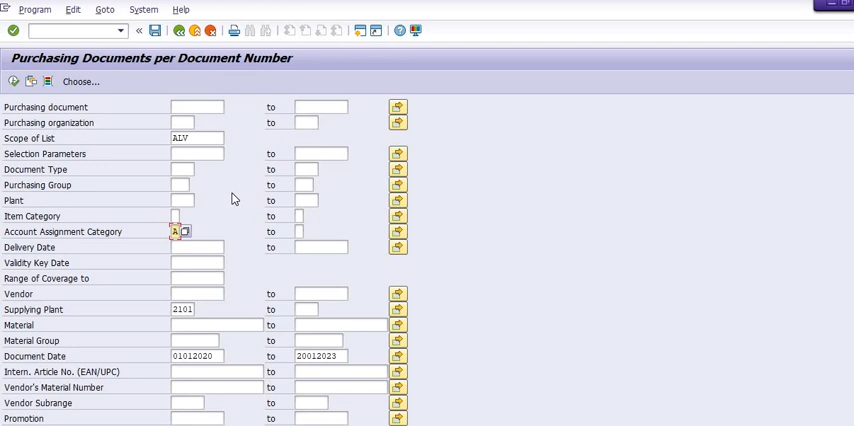 Program Edit Goto System Help
Purchasing Documents per Document Number
Choose...
Purchasing document to
Purchasing organization to
Scope of List ALV
Selection Parameters to
Document Type to
Purchasing Group to
Plant to
Item Category to
Account Assignment Category A to
Delivery Date to
Validity Key Date
Range of Coverage to
Vendor to
Supplying Plant 2101 to
Material to
Material Group to
Document Date 01012020 to 20012023
Intern. Article No. (EAN/UPC) to
Vendor's Material Number to
Vendor Subrange to
Promotion to